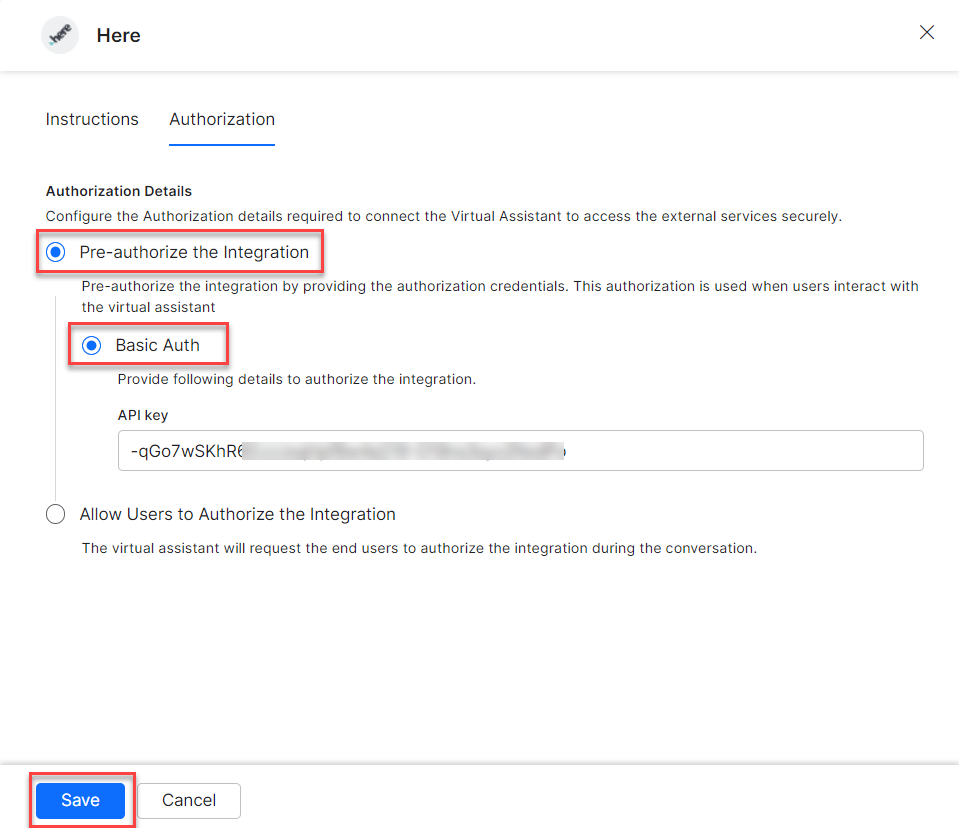 here
Here
Instructions
Authorization
Authorization Details
Configure the Authorization details required to connect the Virtual Assistant to access the external services securely.
Pre-authorize the Integration
Pre-authorize the integration by providing the authorization credentials. This authorization is used when users interact with
the virtual assistant
Basic Auth
Provide following details to authorize the integration.
API key
-qGo7wSKhR6
Allow Users to Authorize the Integration
The virtual assistant will request the end users to authorize the integration during the conversation.
Save
Cancel